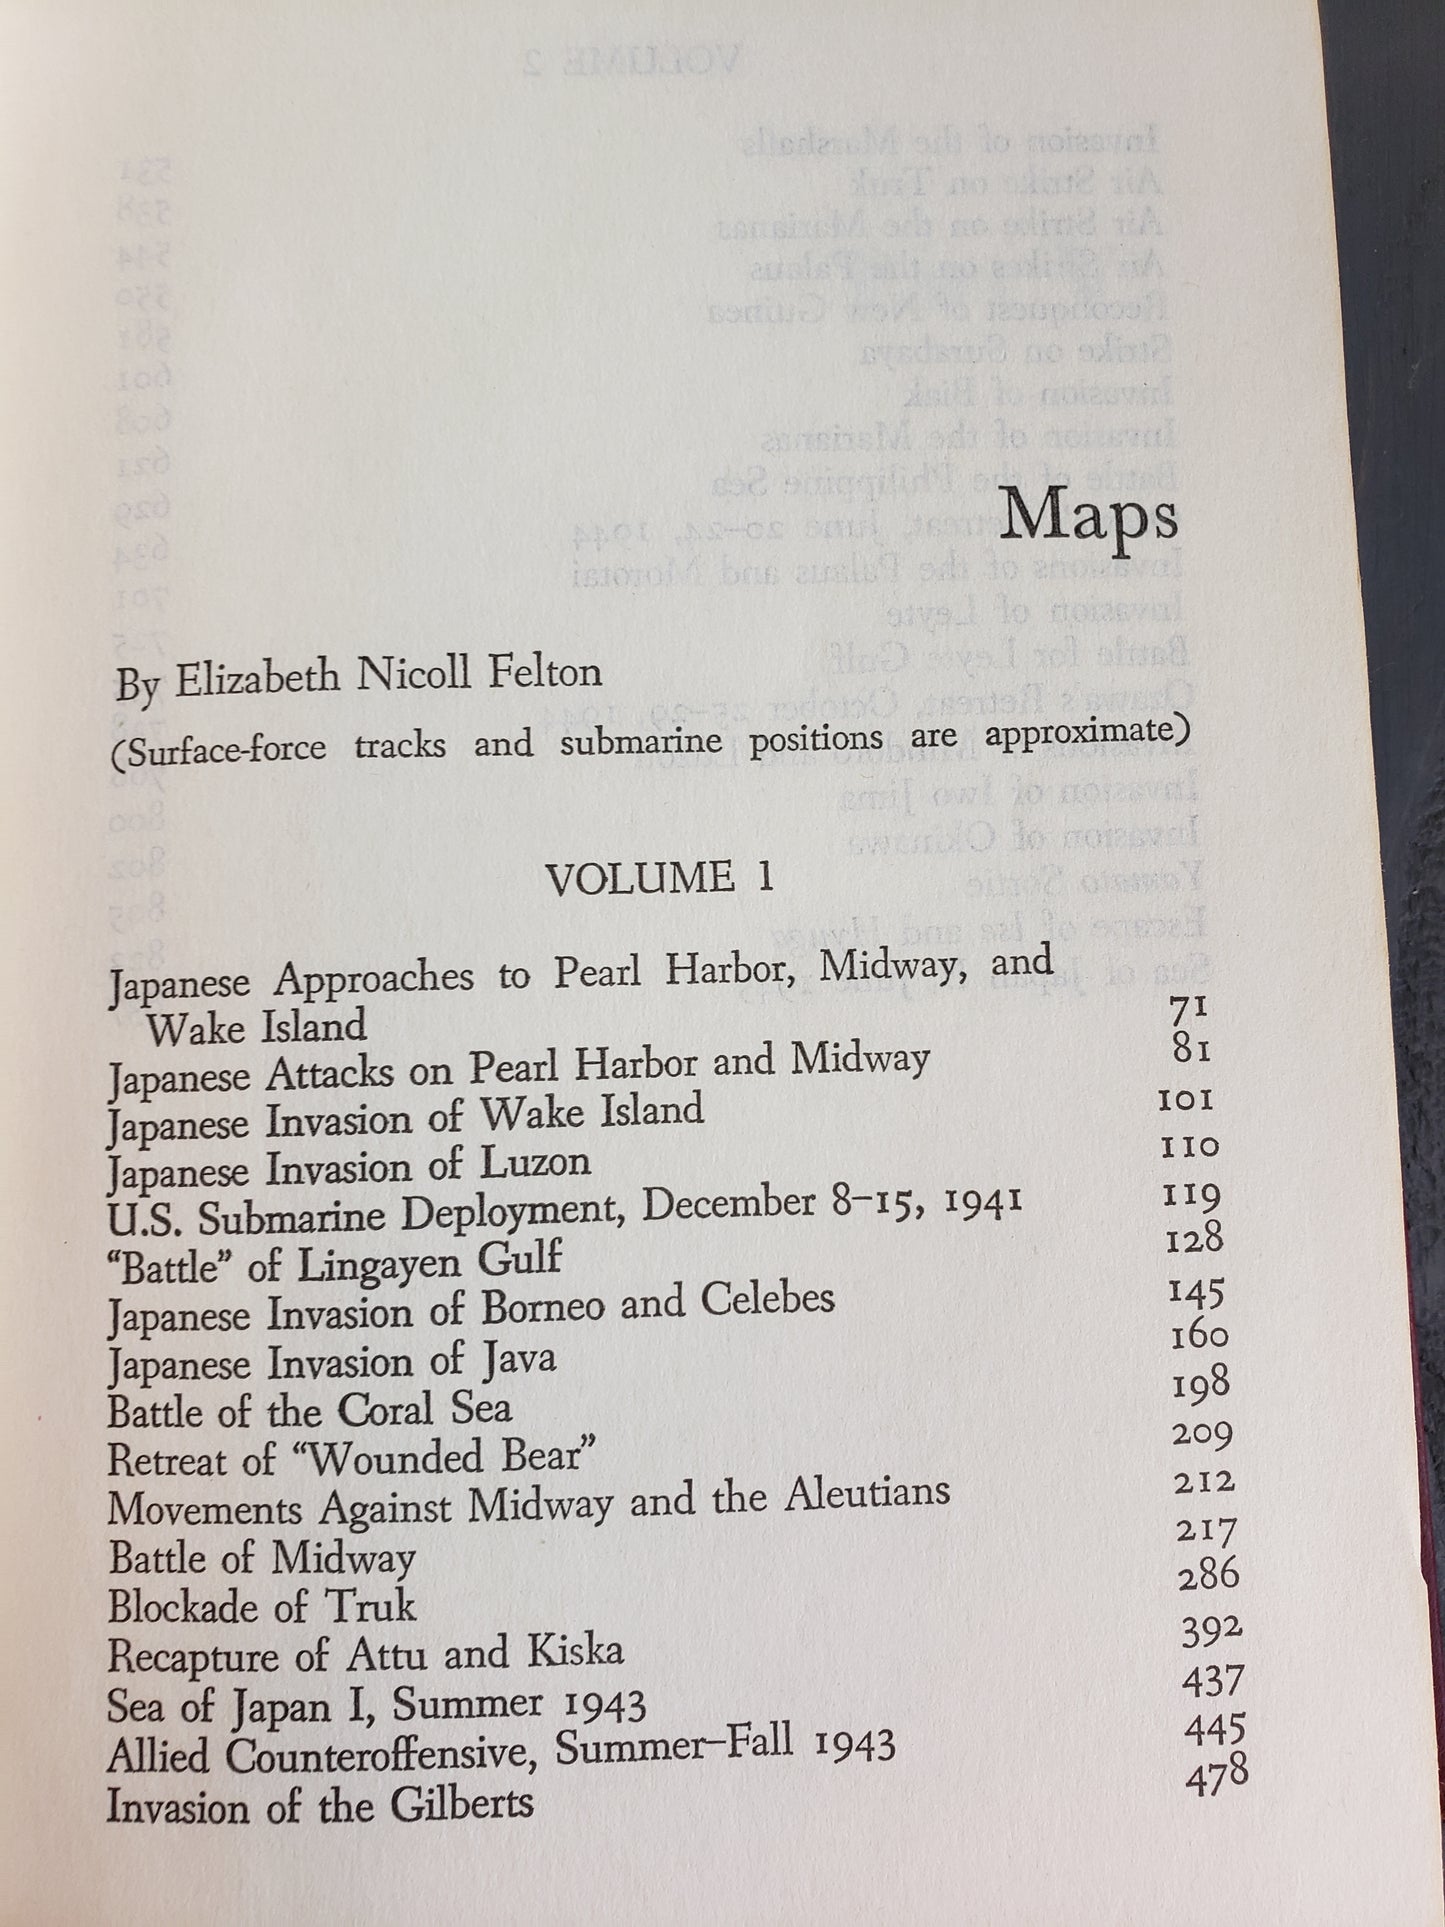 Maps
By Elizabeth Nicoll Felton
(Surface-force tracks and submarine positions are approximate)
VOLUME 1
Japanese Approaches to Pearl Harbor, Midway, and
Wake Island 71
Japanese Attacks on Pearl Harbor and Midway 81
Japanese Invasion of Wake Island 101
Japanese Invasion of Luzon 110
U.S. Submarine Deployment, December 8–15, 1941 119
“Battle” of Lingayen Gulf 128
Japanese Invasion of Borneo and Celebes 145
Japanese Invasion of Java 160
Battle of the Coral Sea 198
Retreat of “Wounded Bear” 209
Movements Against Midway and the Aleutians 212
Battle of Midway 217
Blockade of Truk 286
Recapture of Attu and Kiska 392
Sea of Japan I, Summer 1943 437
Allied Counteroffensive, Summer–Fall 1943 445
Invasion of the Gilberts 478